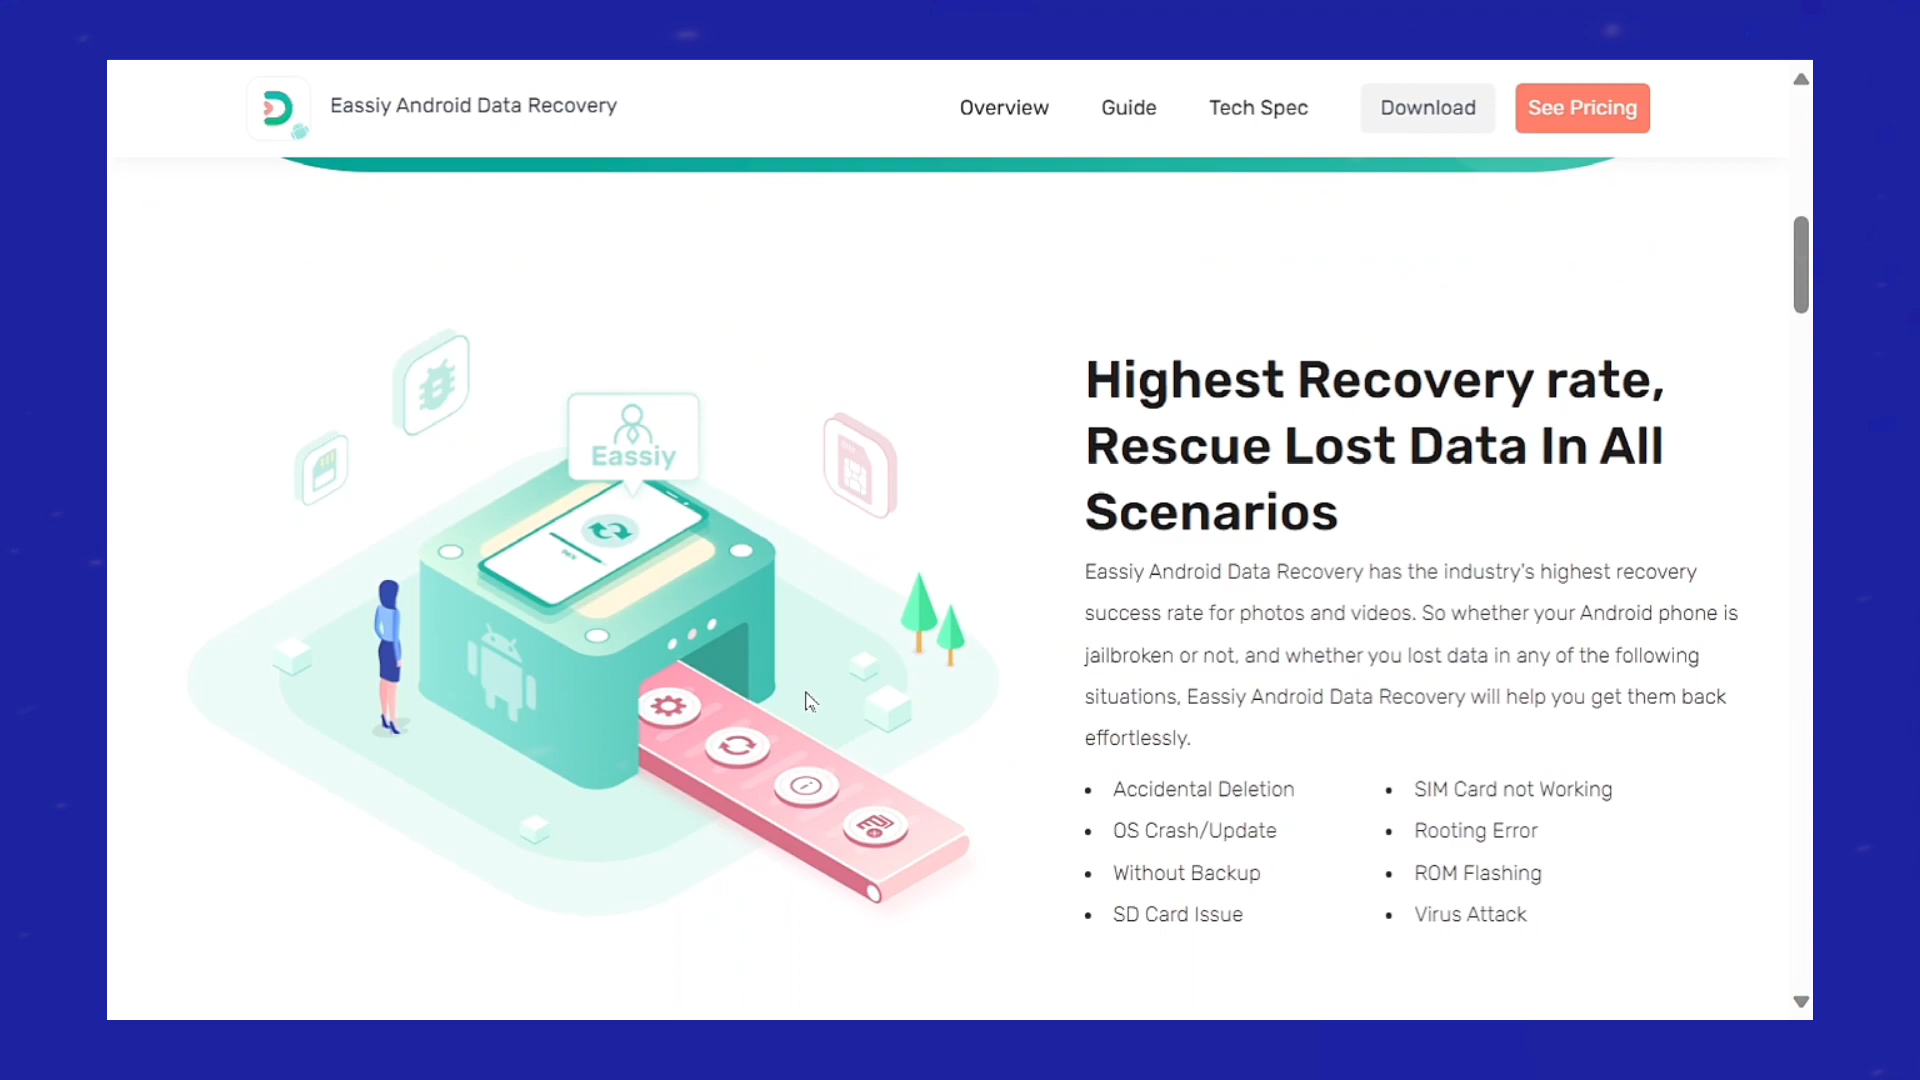 Eassiy Android Data Recovery
Overview
Guide
Tech Spec
Download
See Pricing
Eassiy
Highest Recovery rate,
Rescue Lost Data In All
Scenarios
Eassiy Android Data Recovery has the industry's highest recovery
success rate for photos and videos. So whether your Android phone is
jailbroken or not, and whether you lost data in any of the following
situations, Eassiy Android Data Recovery will help you get them back
effortlessly.
• Accidental Deletion
• OS Crash/Update
• Without Backup
• SD Card Issue
• SIM Card not Working
• Rooting Error
• ROM Flashing
• Virus Attack